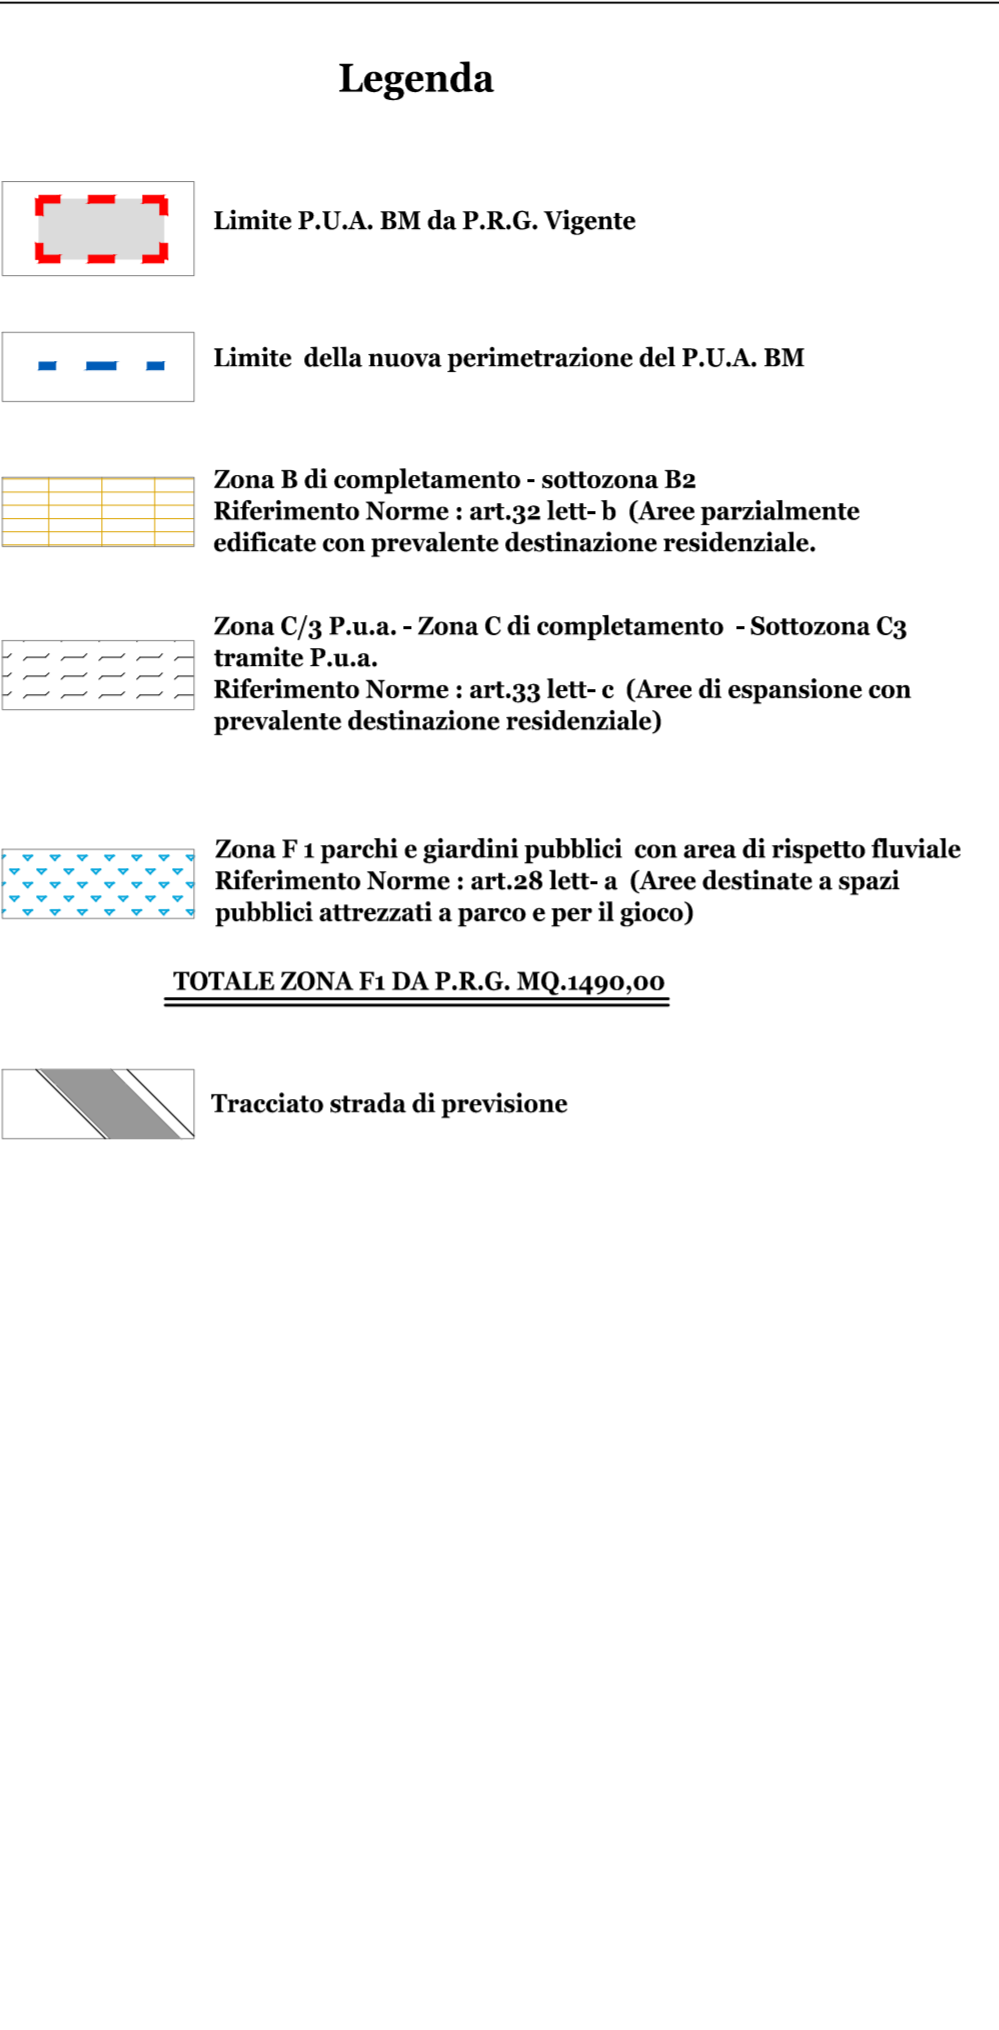 Legenda
Limite P.U.A. BM da P.R.G. Vigente
Limite  della nuova perimetrazione del P.U.A. BM
Zona B di completamento - sottozona B2
Riferimento Norme : art.32 lett- b  (Aree parzialmente
edificate con prevalente destinazione residenziale.
Zona C/3 P.u.a. - Zona C di completamento  - Sottozona C3
tramite P.u.a.
Riferimento Norme : art.33 lett- c  (Aree di espansione con
prevalente destinazione residenziale)
Zona F 1 parchi e giardini pubblici  con area di rispetto fluviale
Riferimento Norme : art.28 lett- a  (Aree destinate a spazi
pubblici attrezzati a parco e per il gioco)
TOTALE ZONA F1 DA P.R.G. MQ.1490,00
Tracciato strada di previsione